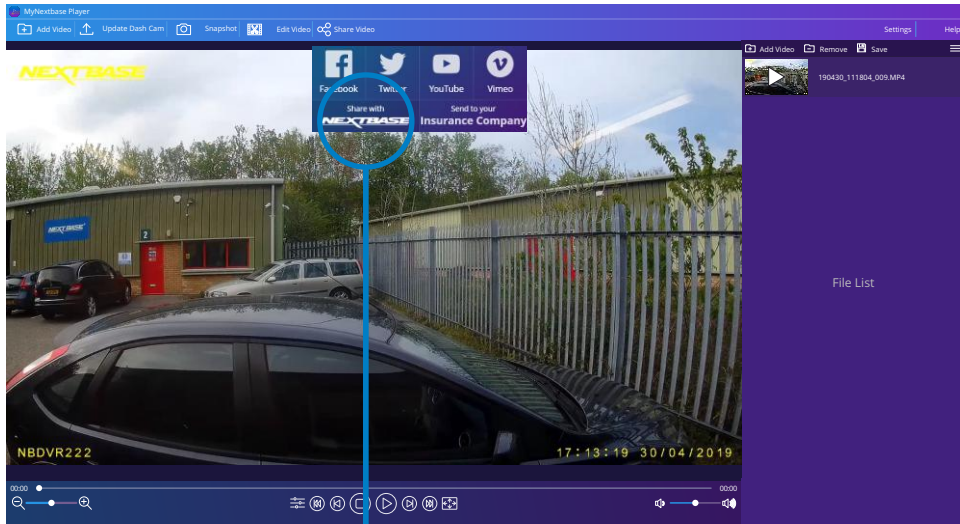 MyNextbase Player
Add Video Update Dash Cam Snapshot Edit Video Share Video Settings Help
Add Video Remove Save
NEXTBASE
Facebook Twitter YouTube Vimeo
Share with Send to your
NEXTBASE Insurance Company
190430_111804_009.MP4
NEXTBASE
2
File List
NBDVR222 17:13:19 30/04/2019
00:00 00:00